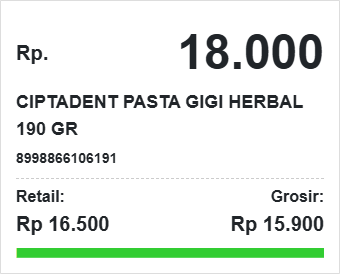 Rp. 18.000
CIPTADENT PASTA GIGI HERBAL
190 GR
8998866106191
Retail: Grosir:
Rp 16.500 Rp 15.900